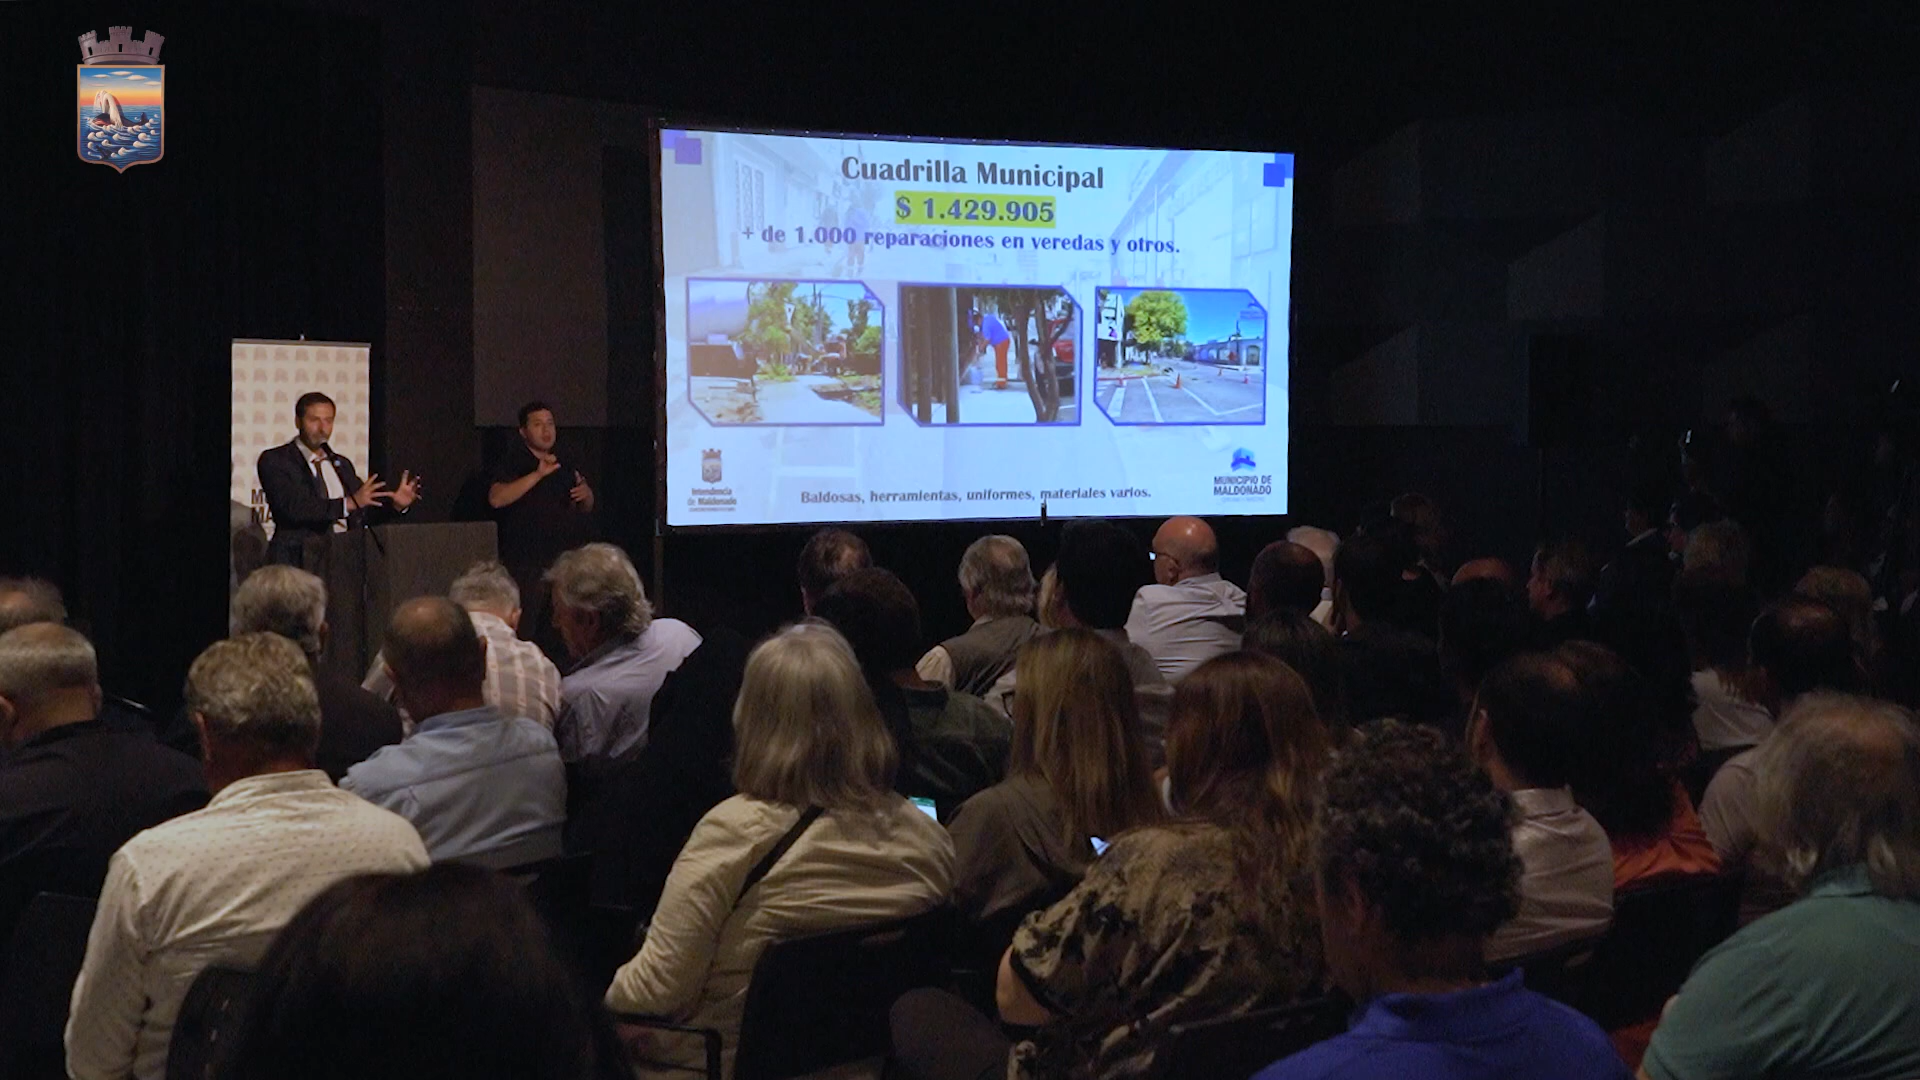 Cuadrilla Municipal
$ 1.429.905
+ de 1.000 reparaciones en veredas y otros.
Intendencia
de Maldonado
MUNICIPIO DE
MALDONADO
Baldosas, herramientas, uniformes, materiales varios.